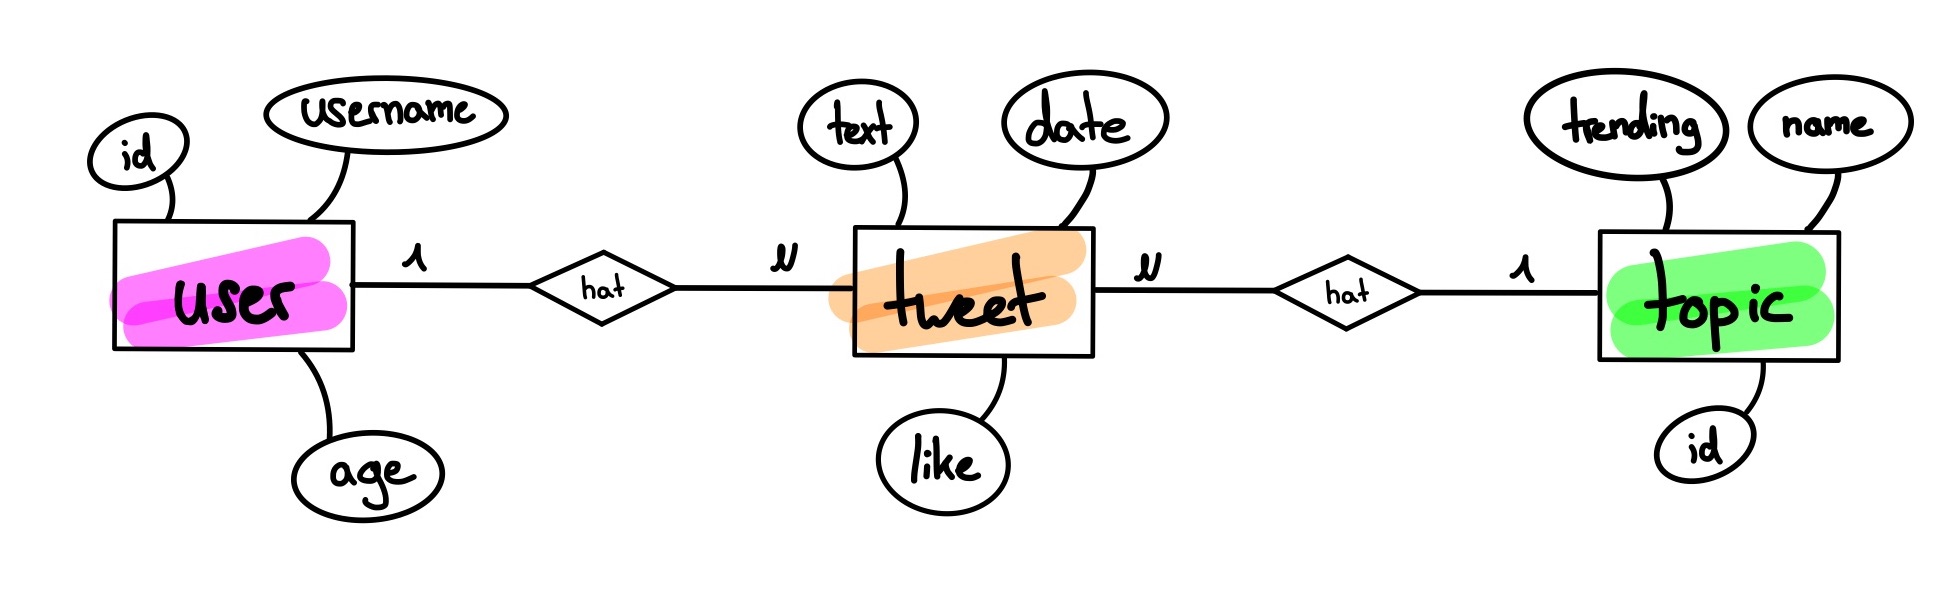 id
username
user
age
1
hat
N
text
date
tweet
like
N
hat
1
trending
name
topic
id